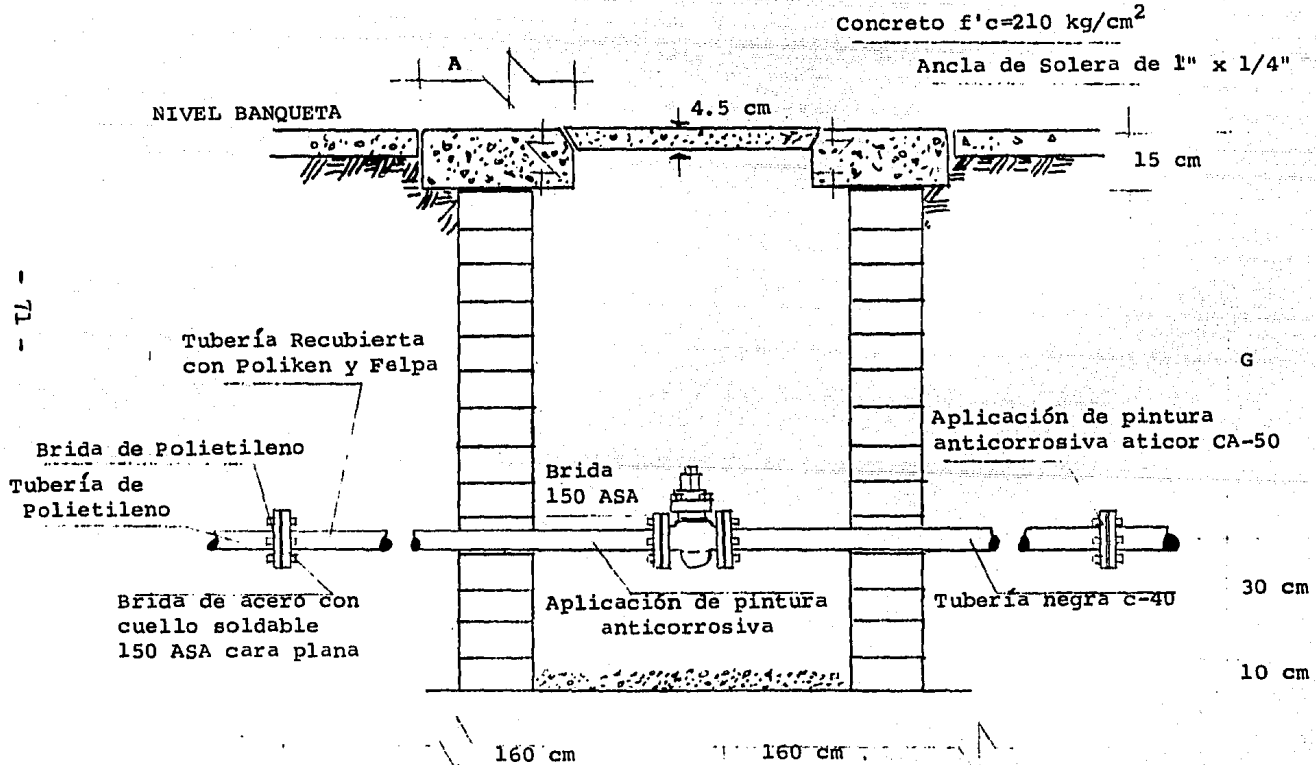 Concreto f'c=210 kg/cm²
Ancla de Solera de 1" x 1/4"
A
NIVEL BANQUETA
4.5 cm
15 cm
- 71 -
Tubería Recubierta
con Poliken y Felpa
G
Aplicación de pintura
anticorrosiva aticor CA-50
Brida de Polietileno
Tubería de
Polietileno
Brida
150 ASA
Brida de acero con
cuello soldable
150 ASA cara plana
Aplicación de pintura
anticorrosiva
Tubería negra c-40
30 cm
10 cm
160 cm
160 cm